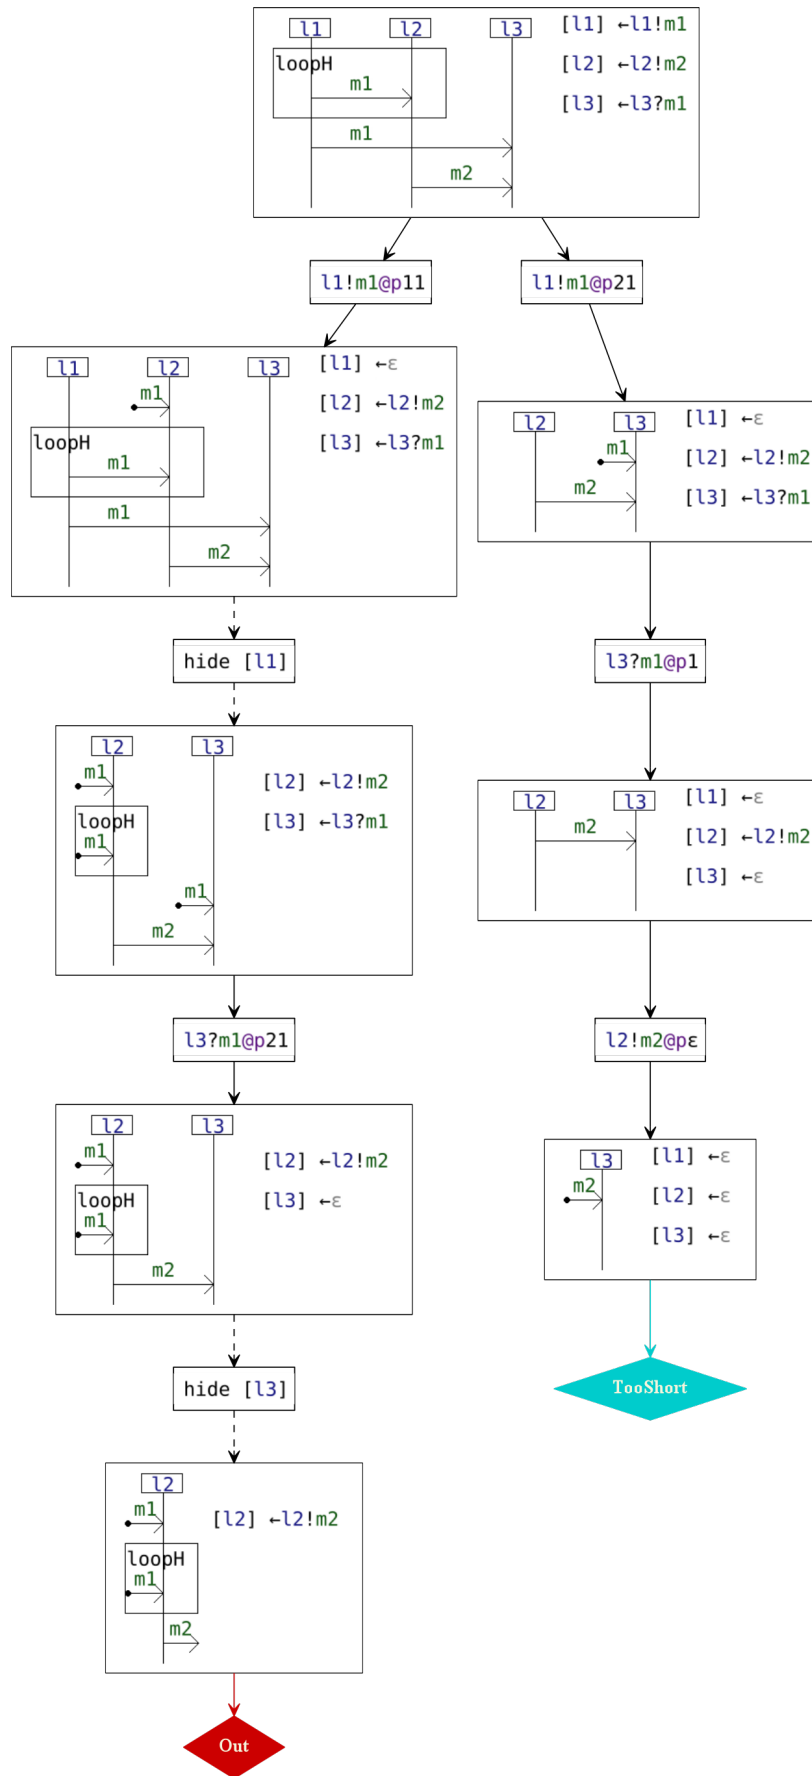 l1 l2 l3 [l1] ←l1!m1
loopH [l2] ←l2!m2
m1 [l3] ←l3?m1
m1
m2
l1!m1@p11 l1!m1@p21
l1 l2 l3 [l1] ←ε
m1 [l2] ←l2!m2
loopH [l3] ←l3?m1
m1
m1
m2
l2 l3 [l1] ←ε
m1 [l2] ←l2!m2
m2 [l3] ←l3?m1
hide [l1]
l3?m1@p1
l2 l3
m1 [l2] ←l2!m2
loopH [l3] ←l3?m1
m1
m1
m2
l2 l3 [l1] ←ε
m2 [l2] ←l2!m2
[l3] ←ε
l3?m1@p21
l2!m2@pε
l2 l3
m1 [l2] ←l2!m2
loopH [l3] ←ε
m1
m2
l3 [l1] ←ε
m2 [l2] ←ε
[l3] ←ε
hide [l3]
TooShort
l2
m1 [l2] ←l2!m2
loopH
m1
m2
Out